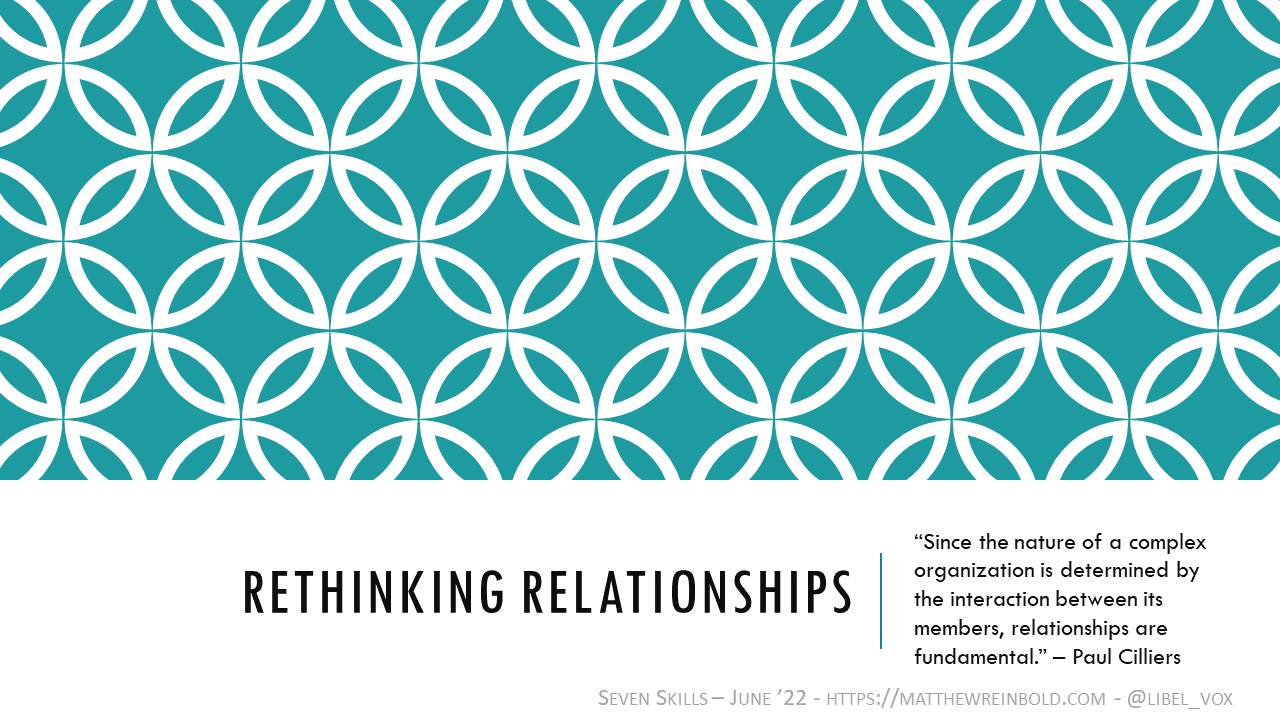 RETHINKING RELATIONSHIPS
“Since the nature of a complex
organization is determined by
the interaction between its
members, relationships are
fundamental.” – Paul Cilliers
Seven Skills – June ’22 - https://matthewreinbold.com - @libel_vox